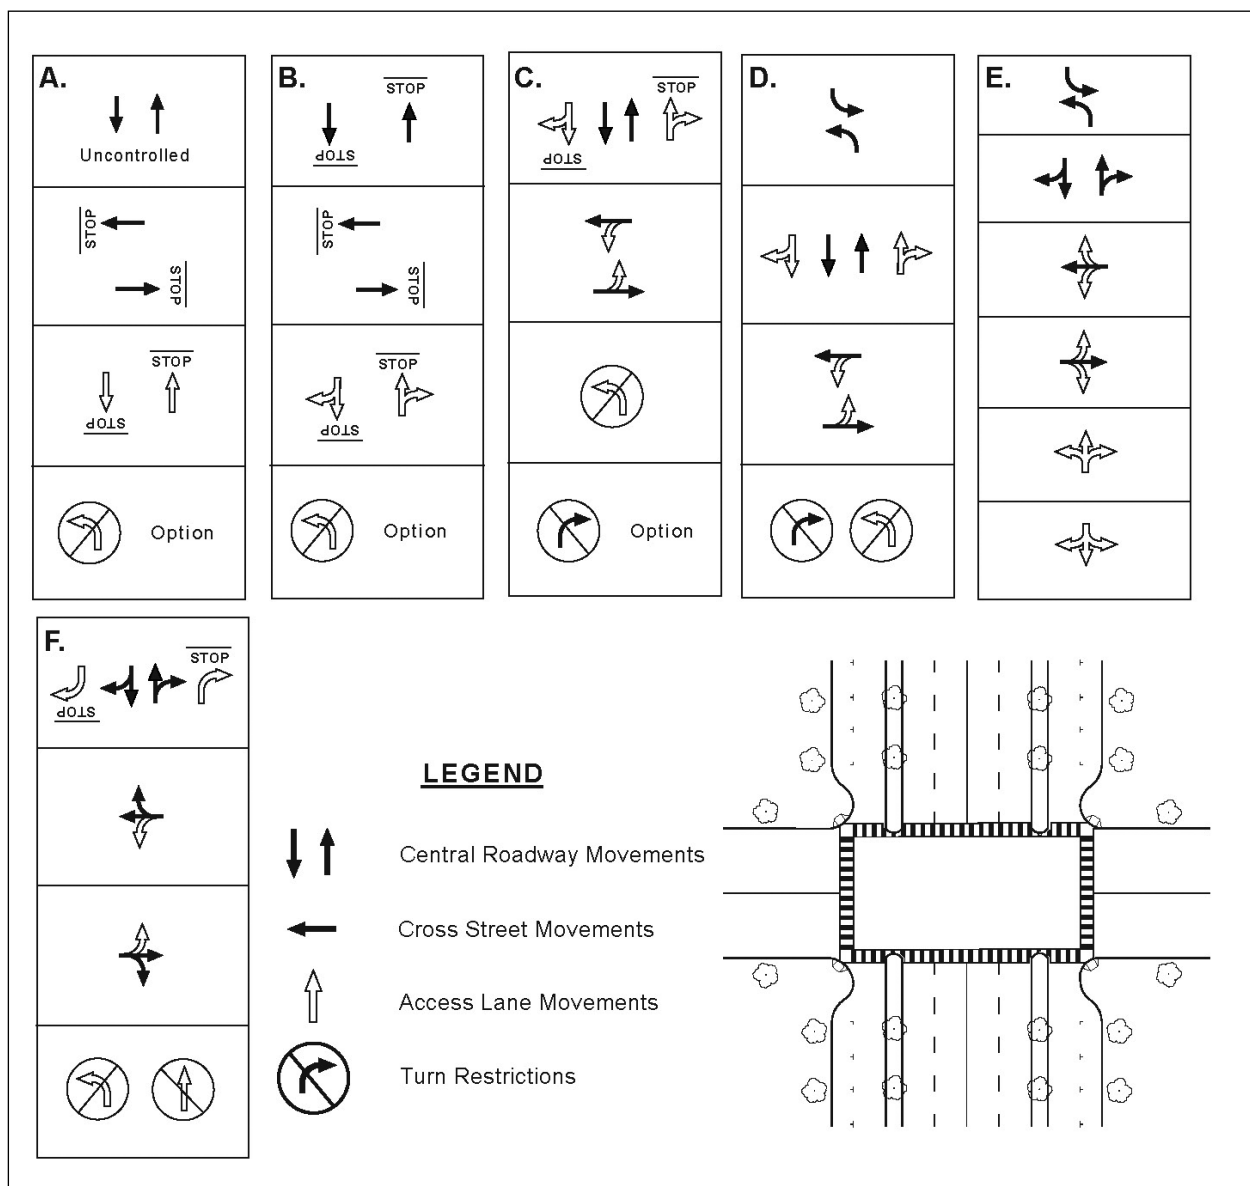 A.
Uncontrolled
STOP
STOP
STOP
STOP
Option
B.
STOP
STOP
STOP
STOP
STOP
STOP
Option
C.
STOP
STOP
Option
D.
E.
F.
STOP
STOP
LEGEND
Central Roadway Movements
Cross Street Movements
Access Lane Movements
Turn Restrictions